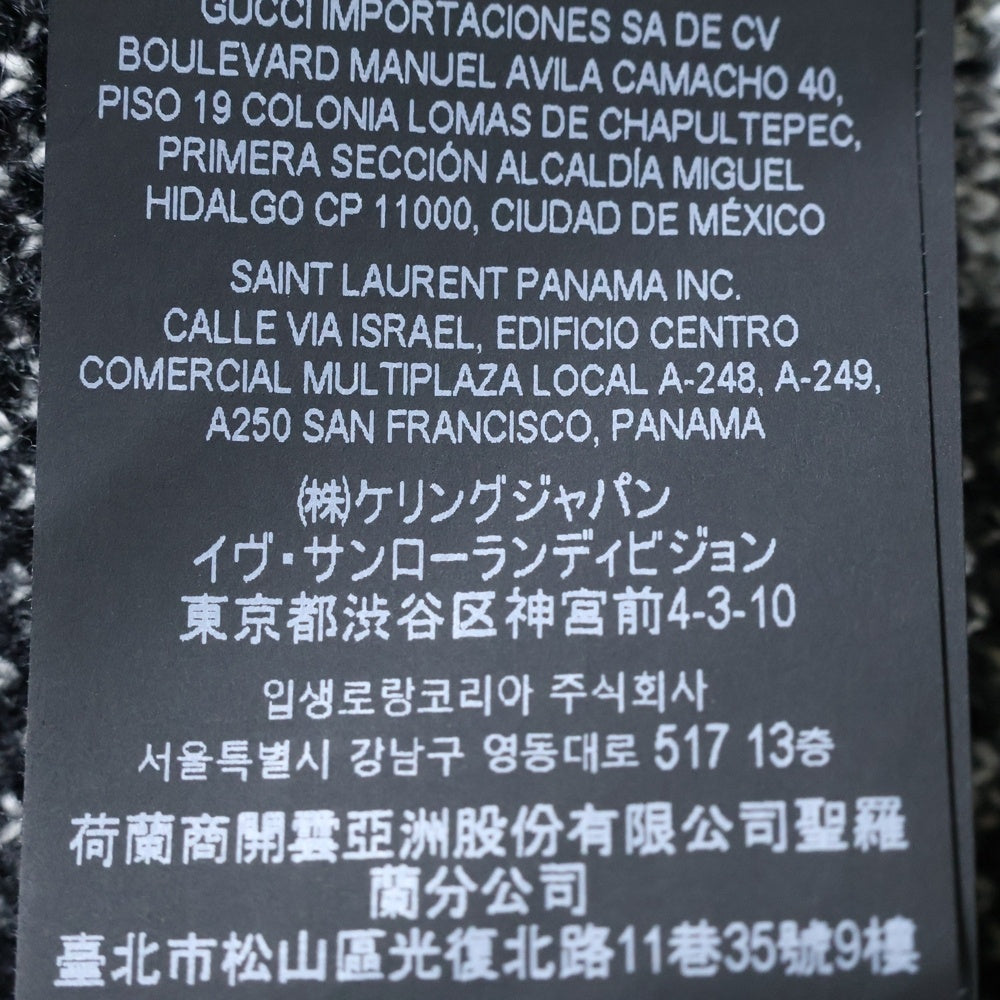 GUCCI IMPORTACIONES SA DE CV
BOULEVARD MANUEL AVILA CAMACHO 40,
PISO 19 COLONIA LOMAS DE CHAPULTEPEC,
PRIMERA SECCIÓN ALCALDÍA MIGUEL
HIDALGO CP 11000, CIUDAD DE MÉXICO
SAINT LAURENT PANAMA INC.
CALLE VIA ISRAEL, EDIFICIO CENTRO
COMERCIAL MULTIPLAZA LOCAL A-248, A-249,
A250 SAN FRANCISCO, PANAMA
㈱ケリングジャパン
イヴ・サンローランディビジョン
東京都渋谷区神宮前4-3-10
입생로랑코리아 주식회사
서울특별시 강남구 영동대로 517 13층
荷蘭商開雲亞洲股份有限公司聖羅
蘭分公司
臺北市松山區光復北路11巷35號9樓